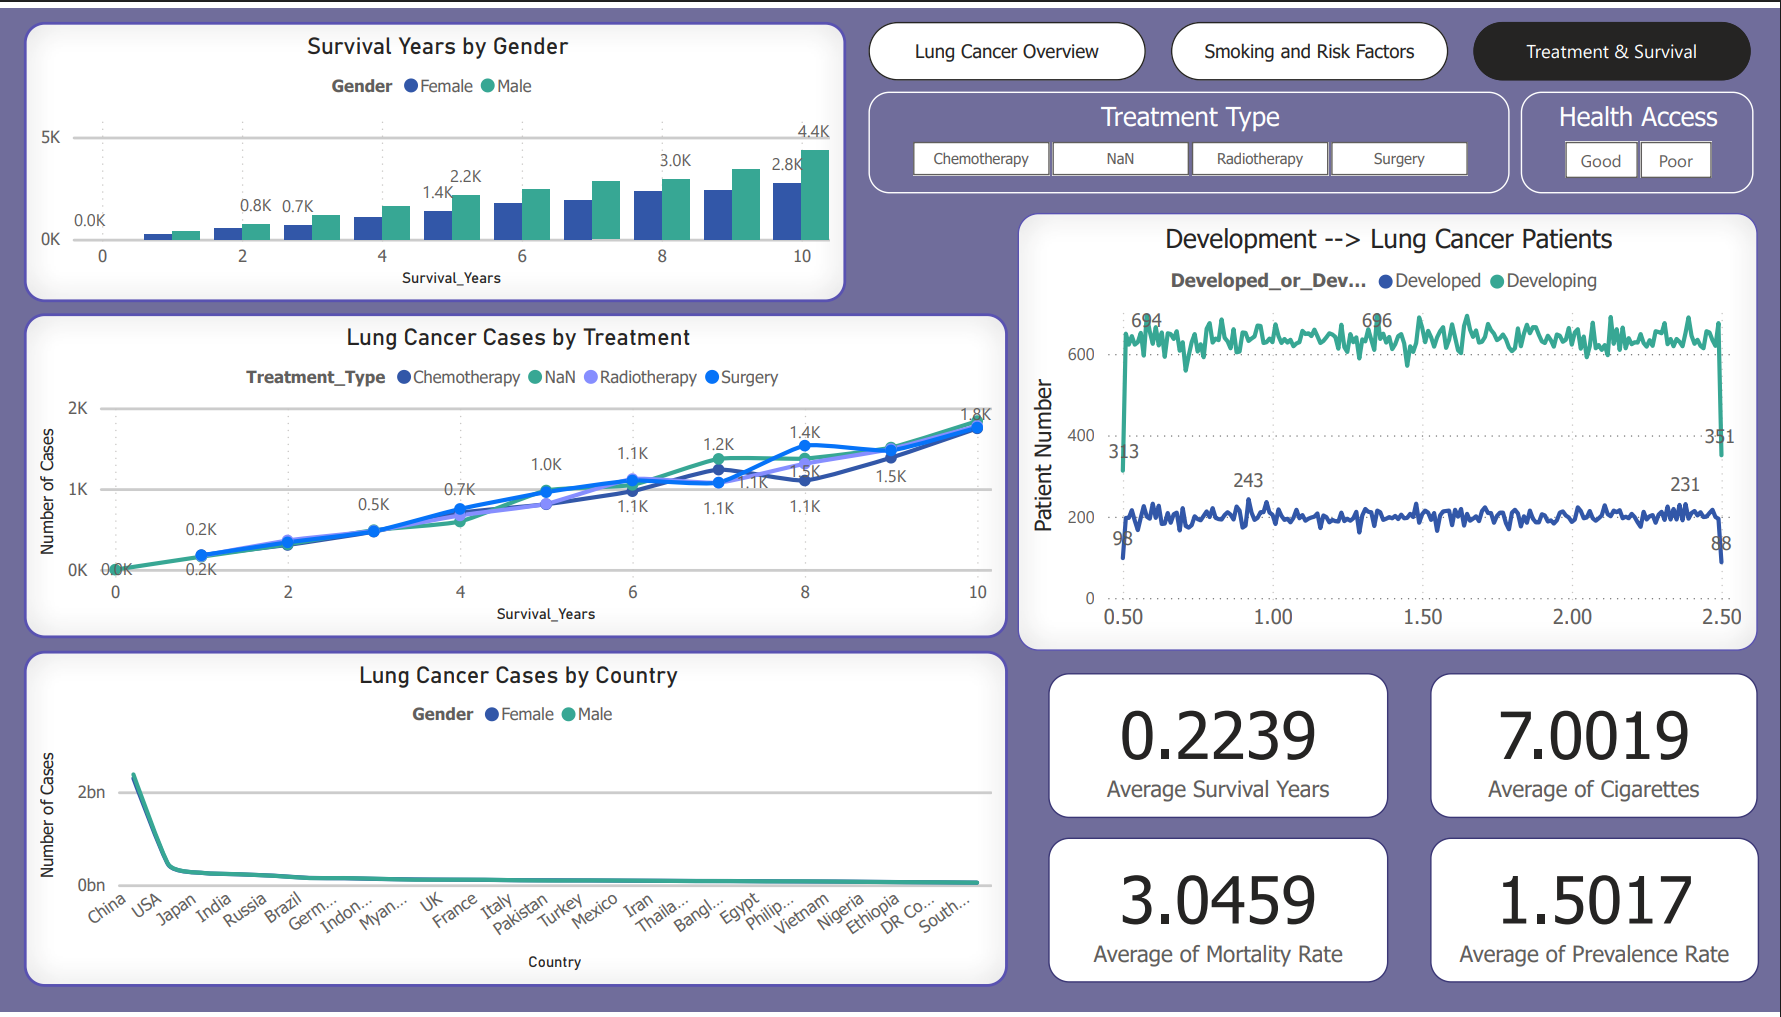 Survival Years by Gender
Gender Female Male
5K
0K
0.0K
0.8K
0.7K
1.4K
2.2K
3.0K
2.8K
4.4K
0 2 4 6 8 10
Survival_Years
Lung Cancer Overview
Smoking and Risk Factors
Treatment & Survival
Treatment Type
Chemotherapy NaN Radiotherapy Surgery
Health Access
Good Poor
Lung Cancer Cases by Treatment
Treatment_Type Chemotherapy NaN Radiotherapy Surgery
Number of Cases
2K
1K
0K
0.0K
0.2K
0.2K
0.5K
0.7K
1.0K
1.1K
1.1K
1.2K
1.1K
1.1K
1.4K
1.3K
1.1K
1.5K
1.8K
0 2 4 6 8 10
Survival_Years
Development --> Lung Cancer Patients
Developed_or_Dev... Developed Developing
Patient Number
600
400
200
0
694
696
313
351
243
231
93
88
0.50 1.00 1.50 2.00 2.50
Lung Cancer Cases by Country
Gender Female Male
Number of Cases
2bn
0bn
China
USA
Japan
India
Russia
Brazil
Germ...
Indon...
Myan...
UK
France
Italy
Pakistan
Turkey
Mexico
Iran
Thaila...
Bangl...
Egypt
Philip...
Vietnam
Nigeria
Ethiopia
DR Co...
South...
Country
0.2239
Average Survival Years
7.0019
Average of Cigarettes
3.0459
Average of Mortality Rate
1.5017
Average of Prevalence Rate